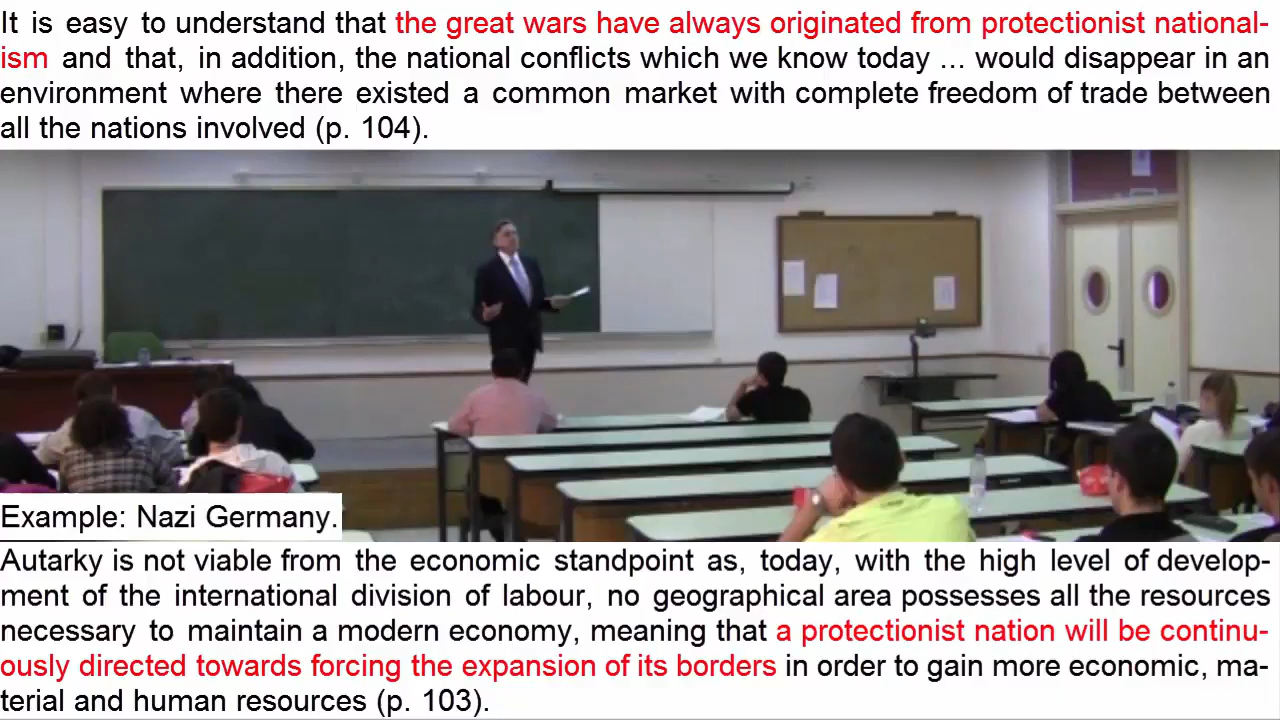 It is easy to understand that the great wars have always originated from protectionist national-
ism and that, in addition, the national conflicts which we know today ... would disappear in an
environment where there existed a common market with complete freedom of trade between
all the nations involved (p. 104).
Example: Nazi Germany.
Autarky is not viable from the economic standpoint as, today, with the high level of develop-
ment of the international division of labour, no geographical area possesses all the resources
necessary to maintain a modern economy, meaning that a protectionist nation will be continu-
ously directed towards forcing the expansion of its borders in order to gain more economic, ma-
terial and human resources (p. 103).